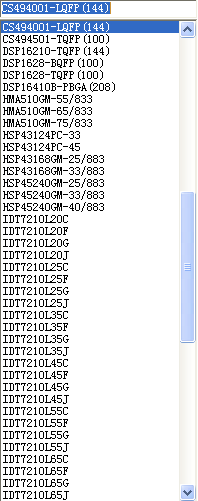 CS494001-LQFP(144)
CS494001-LQFP(144)
CS494501-TQFP(100)
DSP16210-TQFP(144)
DSP1628-BQFP(100)
DSP1628-TQFP(100)
DSP16410B-PBGA(208)
HMA510GM-55/833
HMA510GM-65/833
HMA510GM-75/833
HSP43124PC-33
HSP43124PC-45
HSP43168GM-25/883
HSP43168GM-33/883
HSP45240GM-25/883
HSP45240GM-33/883
HSP45240GM-40/883
IDT7210L20C
IDT7210L20F
IDT7210L20G
IDT7210L20J
IDT7210L25C
IDT7210L25F
IDT7210L25G
IDT7210L25J
IDT7210L35C
IDT7210L35F
IDT7210L35G
IDT7210L35J
IDT7210L45C
IDT7210L45F
IDT7210L45G
IDT7210L45J
IDT7210L55C
IDT7210L55F
IDT7210L55G
IDT7210L55J
IDT7210L65C
IDT7210L65F
IDT7210L65G
IDT7210L65J